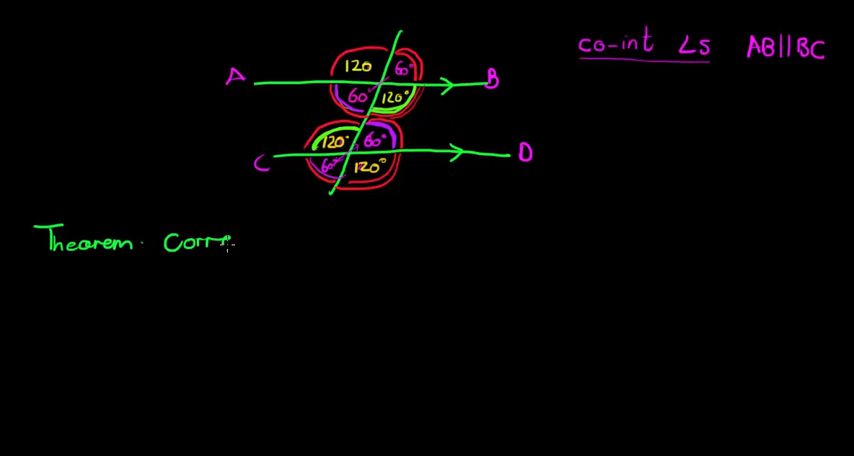 co-int ∠s AB||BC
120 60°
A B
60° 120°
120° 60°
C D
60° 120°
Theorem. Corr